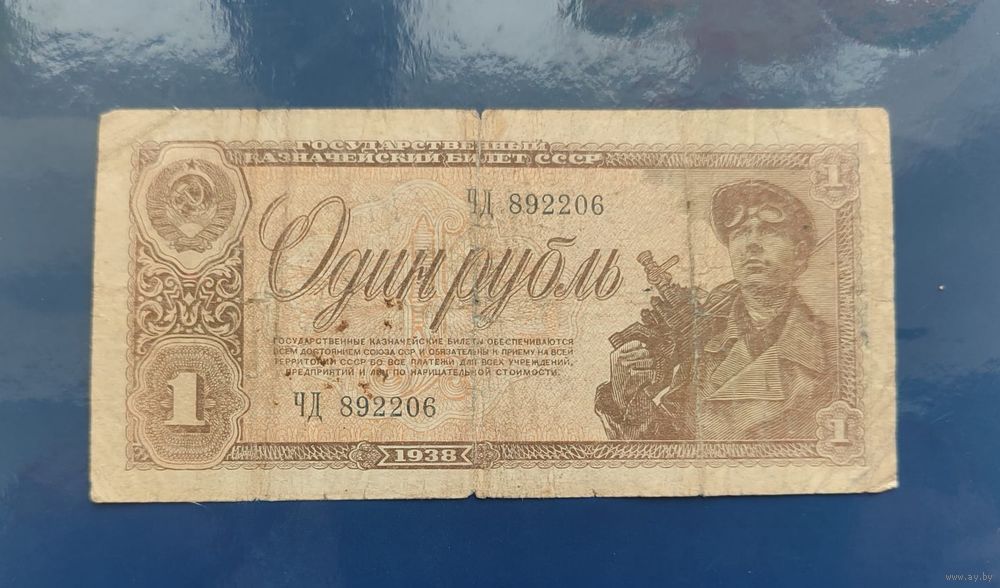 ГОСУДАРСТВЕННЫЙ
КАЗНАЧЕЙСКИЙ БИЛЕТ СССР
1
ЧД 892206
Один рубль
ГОСУДАРСТВЕННЫЕ КАЗНАЧЕЙСКИЕ БИЛЕТЫ ОБЕСПЕЧИВАЮТСЯ
ВСЕМ ДОСТОЯНИЕМ СОЮЗА ССР И ОБЯЗАТЕЛЬНЫ К ПРИЕМУ НА ВСЕЙ
ТЕРРИТОРИИ СССР ВО ВСЕ ПЛАТЕЖИ ДЛЯ ВСЕХ УЧРЕЖДЕНИЙ,
ПРЕДПРИЯТИЙ И ЛИЦ ПО НАРИЦАТЕЛЬНОЙ СТОИМОСТИ.
1
ЧД 892206
1
1938
www.ay.by